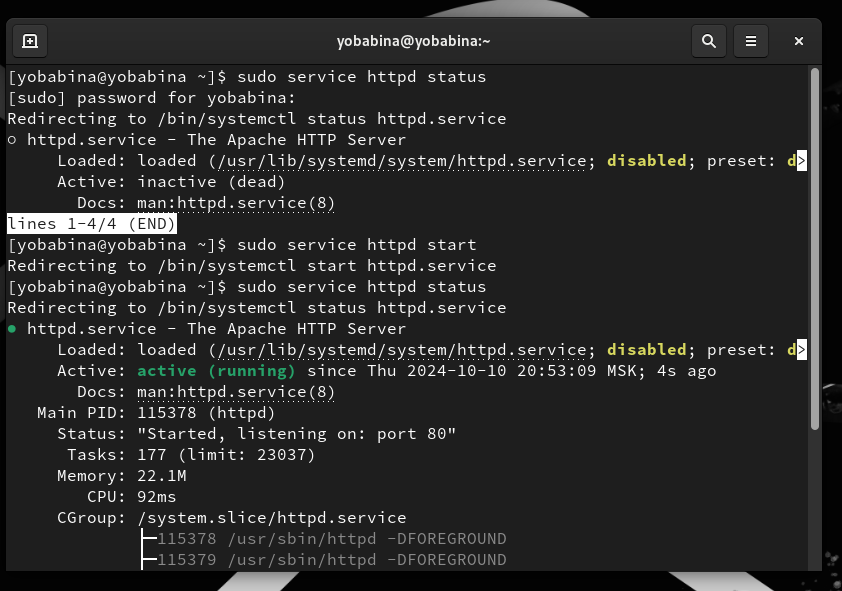 yobabina@yobabina:~
[yobabina@yobabina ~]$ sudo service httpd status
[sudo] password for yobabina:
Redirecting to /bin/systemctl status httpd.service
○ httpd.service - The Apache HTTP Server
     Loaded: loaded (/usr/lib/systemd/system/httpd.service; disabled; preset: d>
     Active: inactive (dead)
       Docs: man:httpd.service(8)
lines 1-4/4 (END)
[yobabina@yobabina ~]$ sudo service httpd start
Redirecting to /bin/systemctl start httpd.service
[yobabina@yobabina ~]$ sudo service httpd status
Redirecting to /bin/systemctl status httpd.service
● httpd.service - The Apache HTTP Server
     Loaded: loaded (/usr/lib/systemd/system/httpd.service; disabled; preset: d>
     Active: active (running) since Thu 2024-10-10 20:53:09 MSK; 4s ago
       Docs: man:httpd.service(8)
   Main PID: 115378 (httpd)
     Status: "Started, listening on: port 80"
      Tasks: 177 (limit: 23037)
     Memory: 22.1M
        CPU: 92ms
     CGroup: /system.slice/httpd.service
             ├─115378 /usr/sbin/httpd -DFOREGROUND
             ├─115379 /usr/sbin/httpd -DFOREGROUND